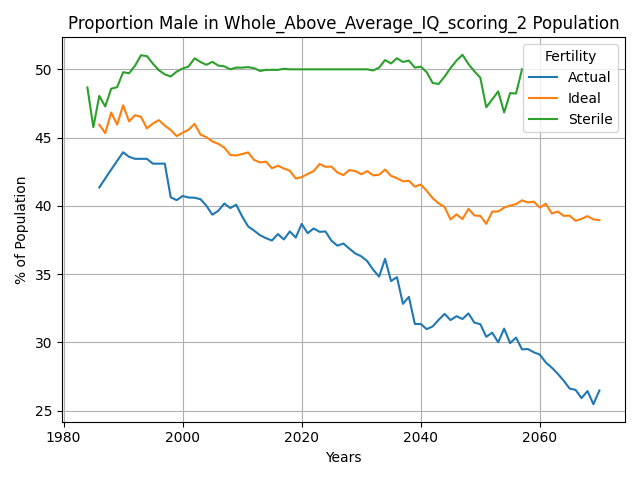 Proportion Male in Whole_Above_Average_IQ_scoring_2 Population
% of Population
50
45
40
35
30
25
Fertility
Actual
Ideal
Sterile
1980
2000
2020
2040
2060
Years